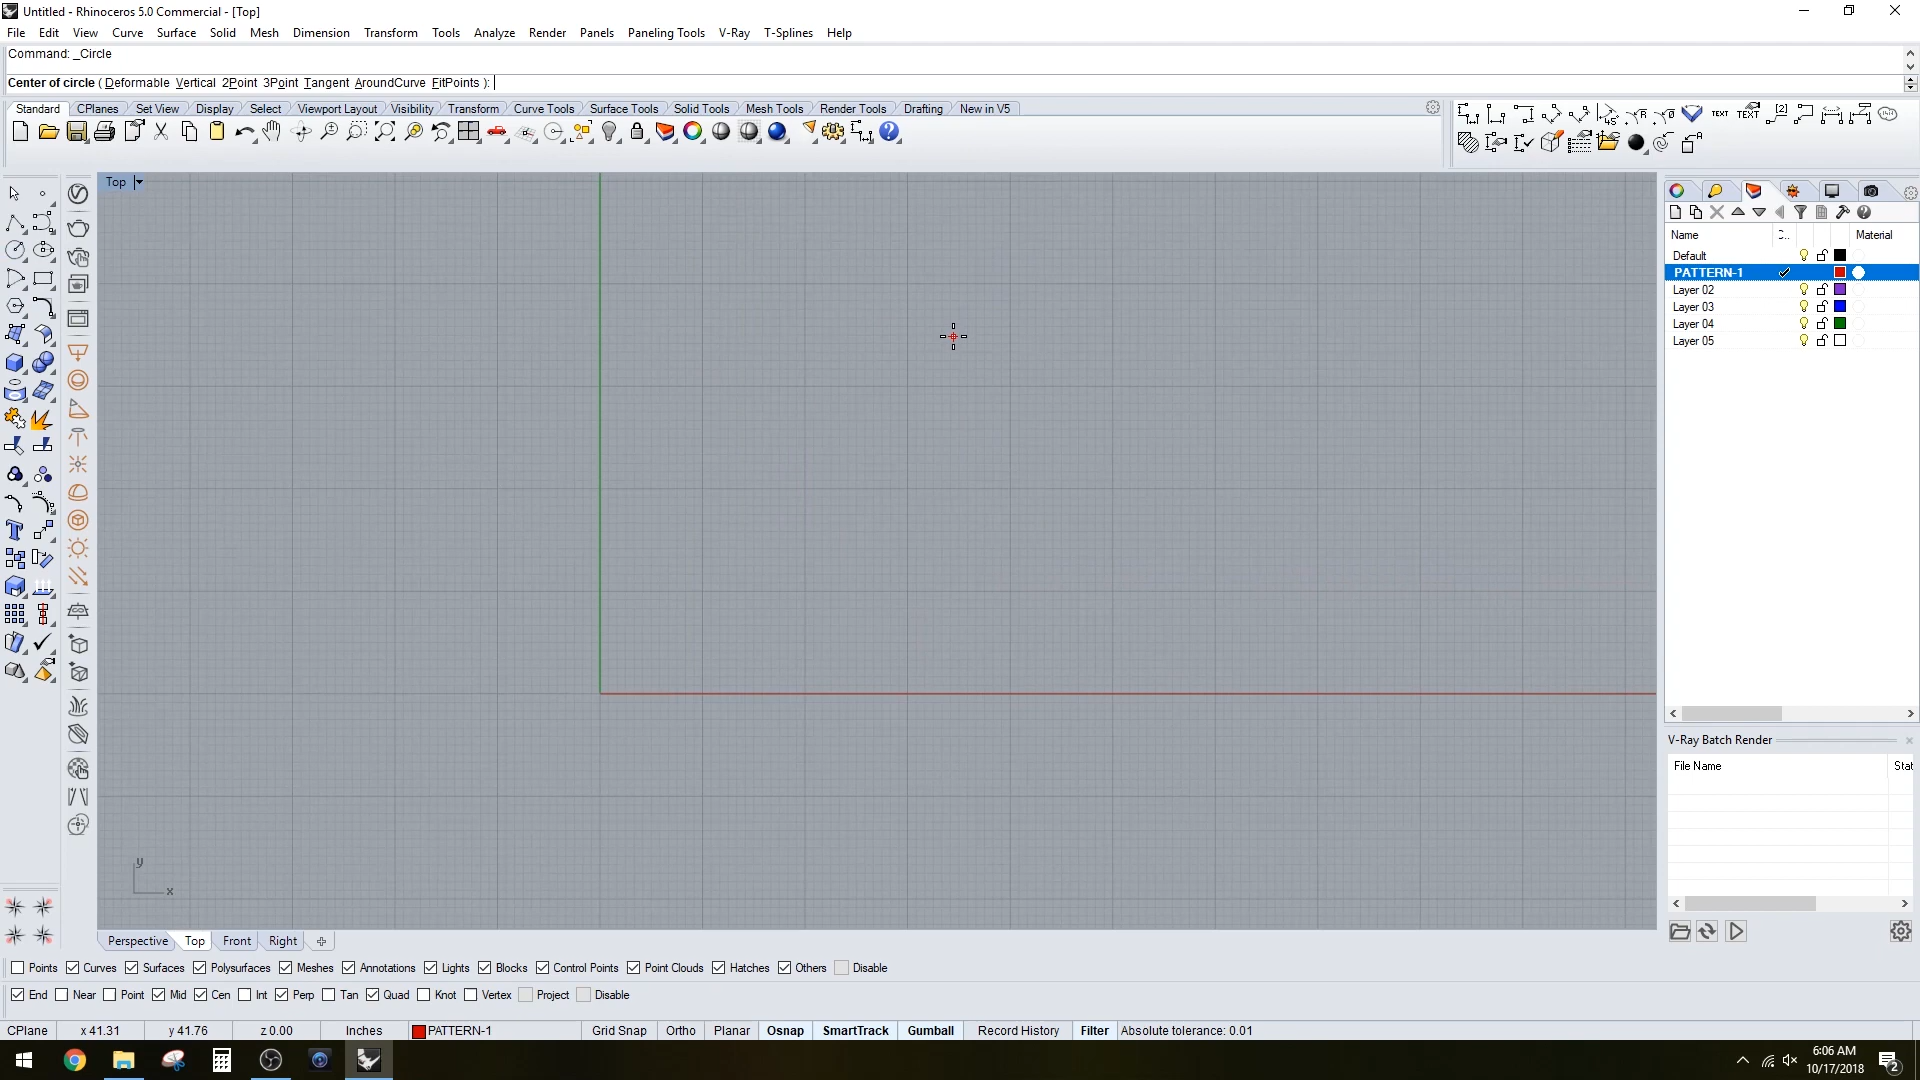 Untitled - Rhinoceros 5.0 Commercial - [Top]
File Edit View Curve Surface Solid Mesh Dimension Transform Tools Analyze Render Panels Paneling Tools V-Ray T-Splines Help
Command: _Circle
Center of circle ( Deformable Vertical 2Point 3Point Tangent AroundCurve FitPoints ):
Standard CPlanes Set View Display Select Viewport Layout Visibility Transform Curve Tools Surface Tools Solid Tools Mesh Tools Render Tools Drafting New in V5
TEXT TEXT
Top
Name Material
Default
PATTERN-1
Layer 02
Layer 03
Layer 04
Layer 05
V-Ray Batch Render
File Name Stat
y
x
Perspective Top Front Right
Points Curves Surfaces Polysurfaces Meshes Annotations Lights Blocks Control Points Point Clouds Hatches Others Disable
End Near Point Mid Cen Int Perp Tan Quad Knot Vertex Project Disable
CPlane x 41.31 y 41.76 z 0.00 Inches PATTERN-1 Grid Snap Ortho Planar Osnap SmartTrack Gumball Record History Filter Absolute tolerance: 0.01
6:06 AM
10/17/2018
2